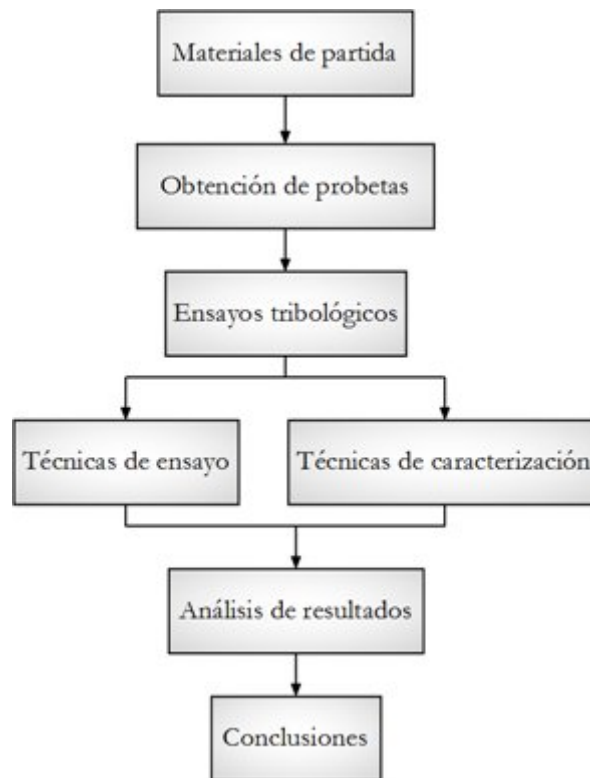 Materiales de partida
Obtención de probetas
Ensayos tribológicos
Técnicas de ensayo
Técnicas de caracterización
Análisis de resultados
Conclusiones